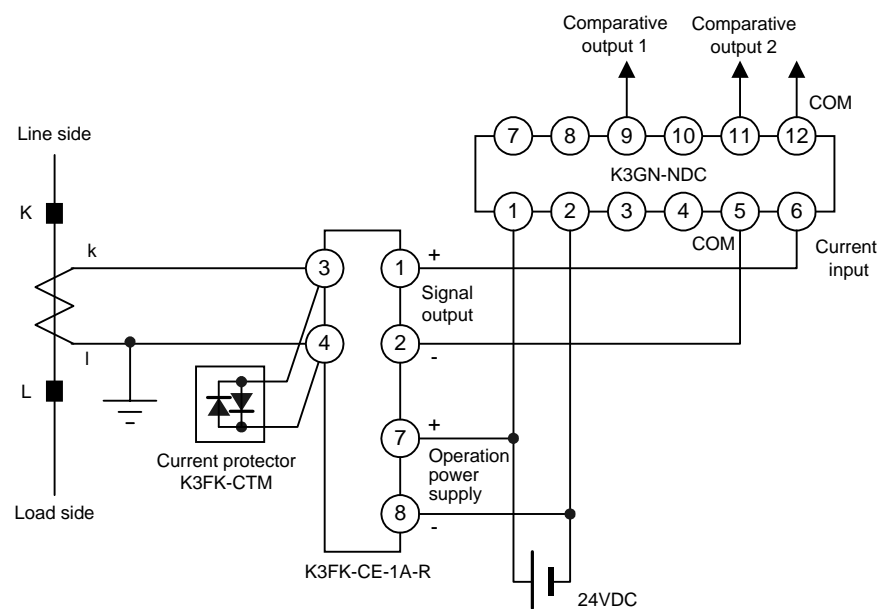 Comparative
output 1
Comparative
output 2
COM
Line side
7 8 9 10 11 12
K3GN-NDC
K
1 2 3 4 5 6
COM
Current
input
k
3
1
+
Signal
output
4
2
-
l
L
Current protector
K3FK-CTM
7
+
Operation
power
supply
8
-
Load side
K3FK-CE-1A-R
24VDC